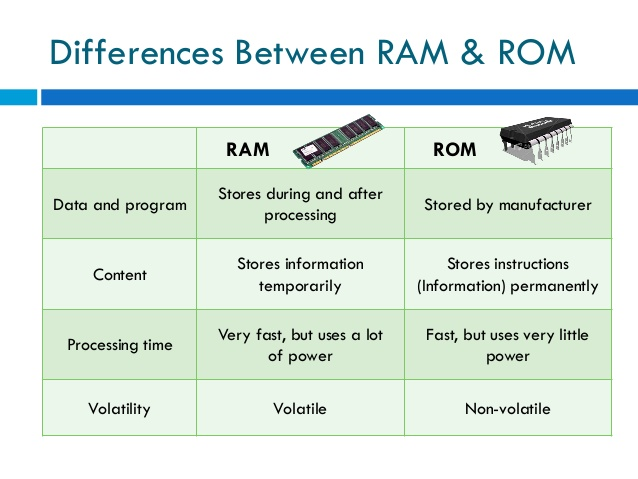 Differences Between RAM & ROM
RAM
ROM
Data and program
Stores during and after
processing
Stored by manufacturer
Content
Stores information
temporarily
Stores instructions
(Information) permanently
Processing time
Very fast, but uses a lot
of power
Fast, but uses very little
power
Volatility
Volatile
Non-volatile